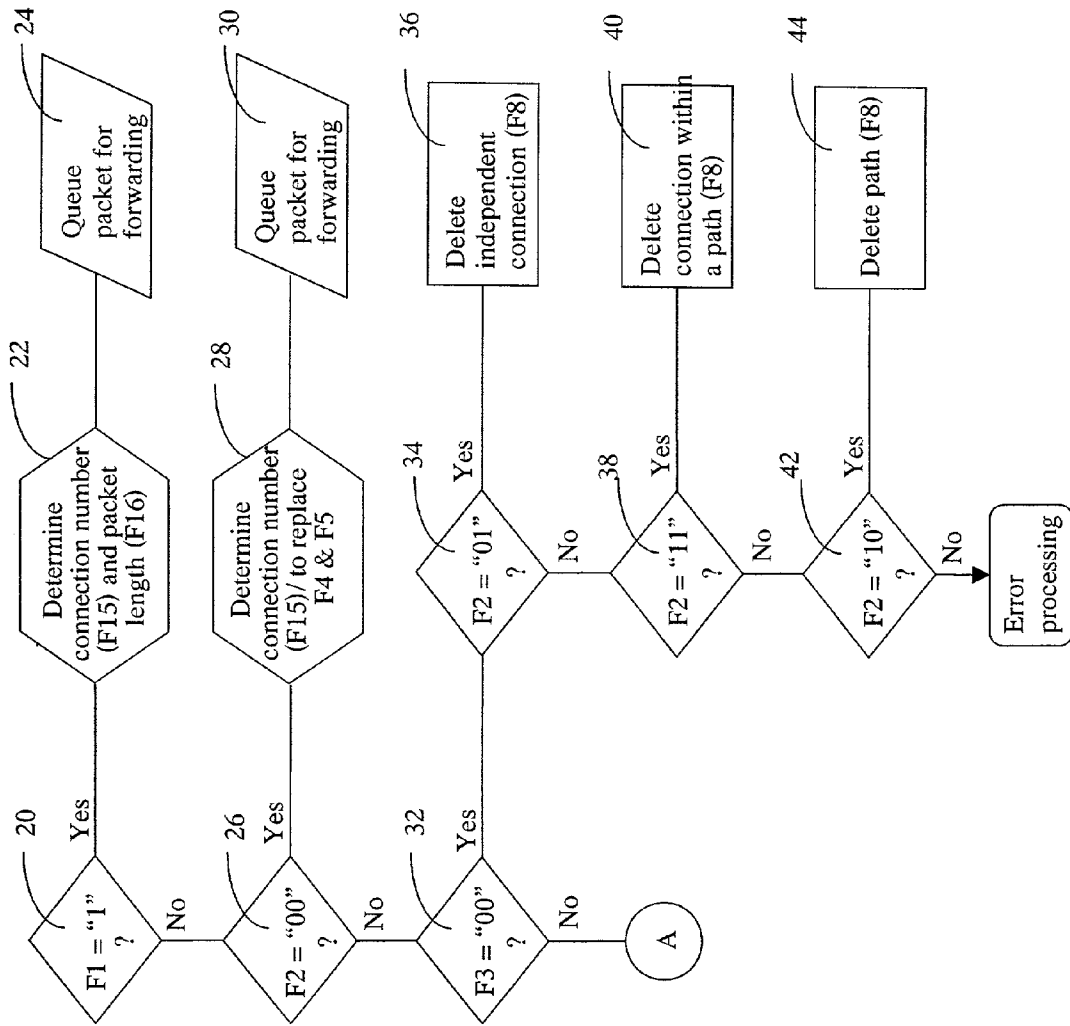 20
F1 = “1”
?
Yes
No
22
Determine
connection number
(F15) and packet
length (F16)
24
Queue
packet for
forwarding
26
F2 = “00”
?
Yes
No
28
Determine
connection number
(F15)/ to replace
F4 & F5
30
Queue
packet for
forwarding
32
F3 = “00”
?
Yes
No
A
34
F2 = “01”
?
Yes
No
36
Delete
independent
connection (F8)
38
F2 = “11”
?
Yes
No
40
Delete
connection within
a path (F8)
42
F2 = “10”
?
Yes
No
44
Delete path (F8)
Error
processing